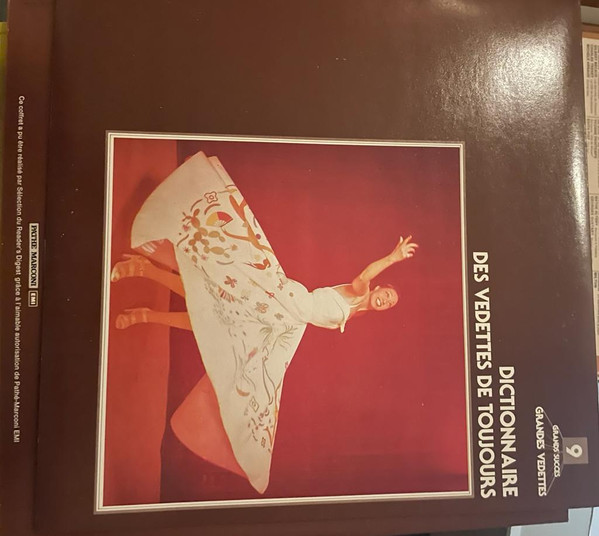 9
GRANDS SUCCES
GRANDES VEDETTES
DICTIONNAIRE
DES VEDETTES DE TOUJOURS
PATHÉ MARCONI EMI
Ce coffret a pu être réalisé par Sélection du Reader's Digest grâce à l'aimable autorisation de Pathé-Marconi EMI